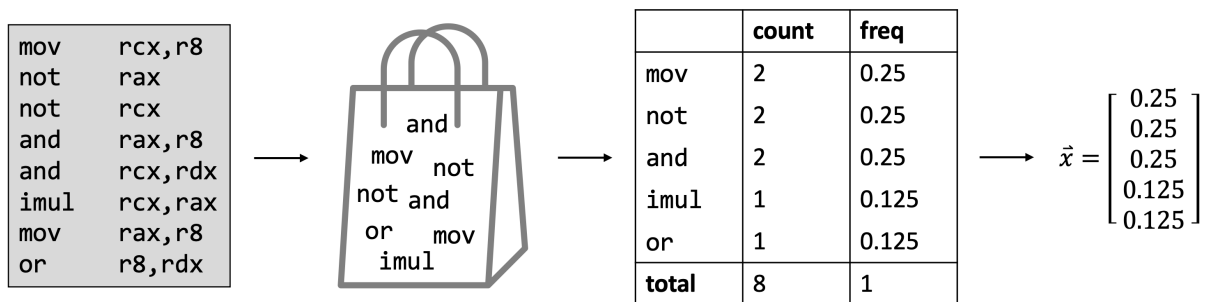 mov rcx,r8
not rax
not rcx
and rax,r8
and rcx,rdx
imul rcx,rax
mov rax,r8
or r8,rdx
and
mov
not
not and
or mov
imul
count freq
mov 2 0.25
not 2 0.25
and 2 0.25
imul 1 0.125
or 1 0.125
total 8 1
x⃗ =
0.25
0.25
0.25
0.125
0.125